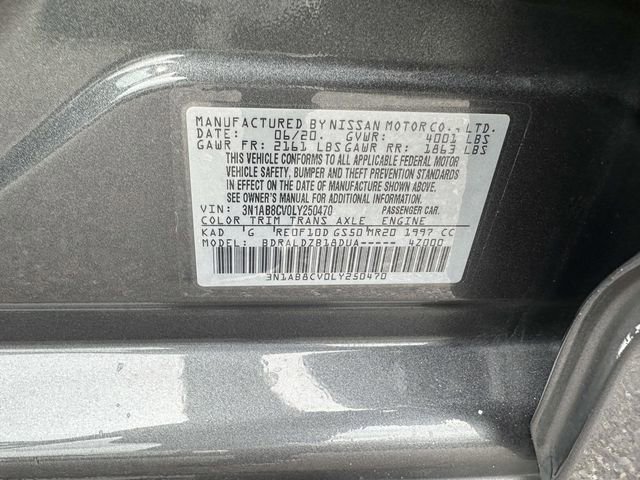 MANUFACTURED BY NISSAN MOTOR CO., LTD.
DATE: 06/20. GVWR: 4001 LBS
GAWR FR: 2161 LBS GAWR RR: 1863 LBS
THIS VEHICLE CONFORMS TO ALL APPLICABLE FEDERAL MOTOR
VEHICLE SAFETY, BUMPER AND THEFT PREVENTION STANDARDS
IN EFFECT ON THE DATE OF MANUFACTURE SHOWN ABOVE.
SEE OWNER'S MANUAL FOR ADDITIONAL INFORMATION.
VIN: 3N1AB8CV0LY250470 PASSENGER CAR.
COLOR TRIM TRANS AXLE ENGINE
KAD G RE0F10D GS50 MR20 1997 CC
MODEL: BDRALDZB18DUA----- 4Z000
3N1AB8CV0LY250470